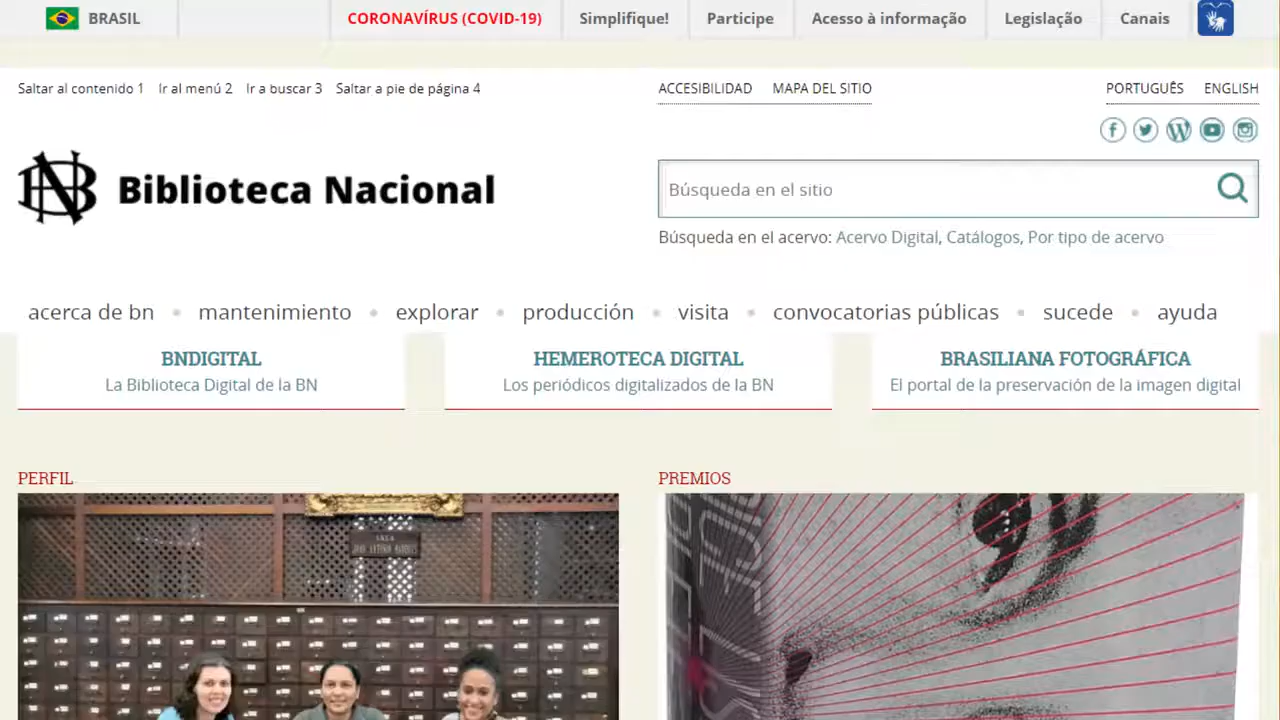 BRASIL
CORONAVÍRUS (COVID-19)
Simplifique!
Participe
Acesso à informação
Legislação
Canais
Saltar al contenido 1
Ir al menú 2
Ir a buscar 3
Saltar a pie de página 4
ACCESIBILIDAD
MAPA DEL SITIO
PORTUGUÊS
ENGLISH
BN
Biblioteca Nacional
Búsqueda en el sitio
Búsqueda en el acervo: Acervo Digital, Catálogos, Por tipo de acervo
acerca de bn
mantenimiento
explorar
producción
visita
convocatorias públicas
sucede
ayuda
BNDIGITAL
La Biblioteca Digital de la BN
HEMEROTECA DIGITAL
Los periódicos digitalizados de la BN
BRASILIANA FOTOGRÁFICA
El portal de la preservación de la imagen digital
PERFIL
PREMIOS
SALA